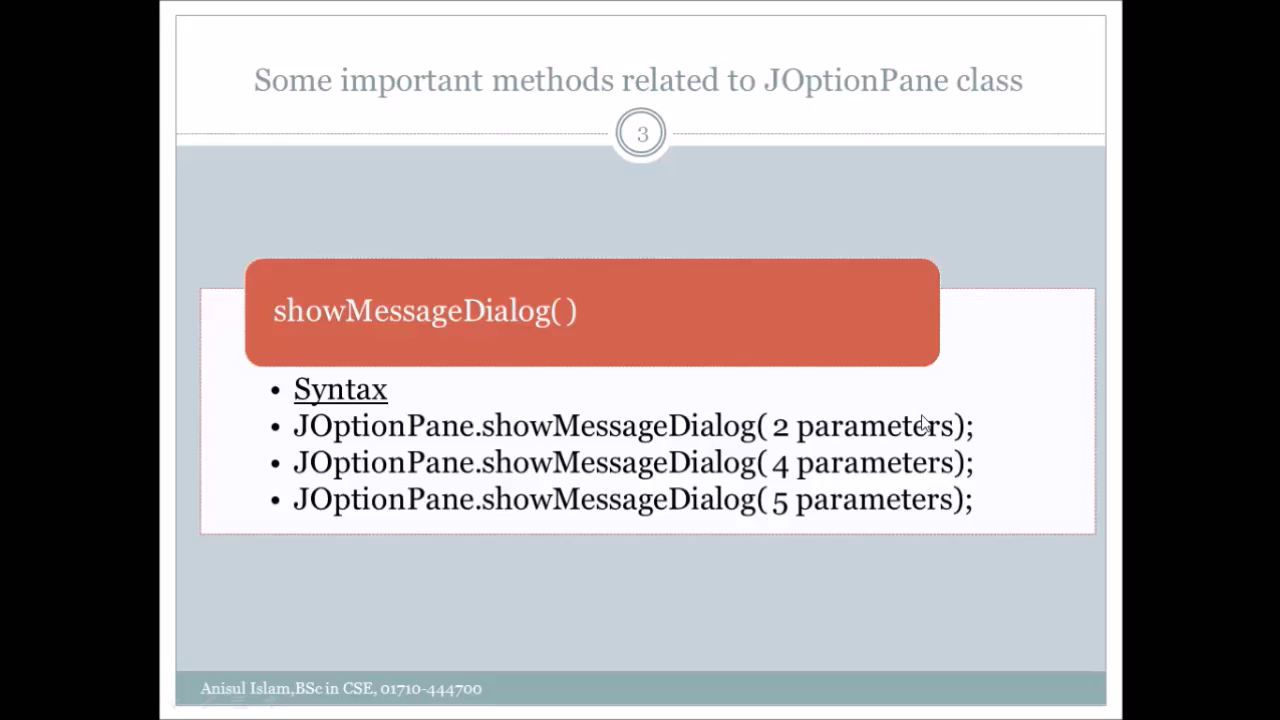 Some important methods related to JOptionPane class
3
showMessageDialog( )
• Syntax
• JOptionPane.showMessageDialog( 2 parameters);
• JOptionPane.showMessageDialog( 4 parameters);
• JOptionPane.showMessageDialog( 5 parameters);
Anisul Islam,BSc in CSE, 01710-444700